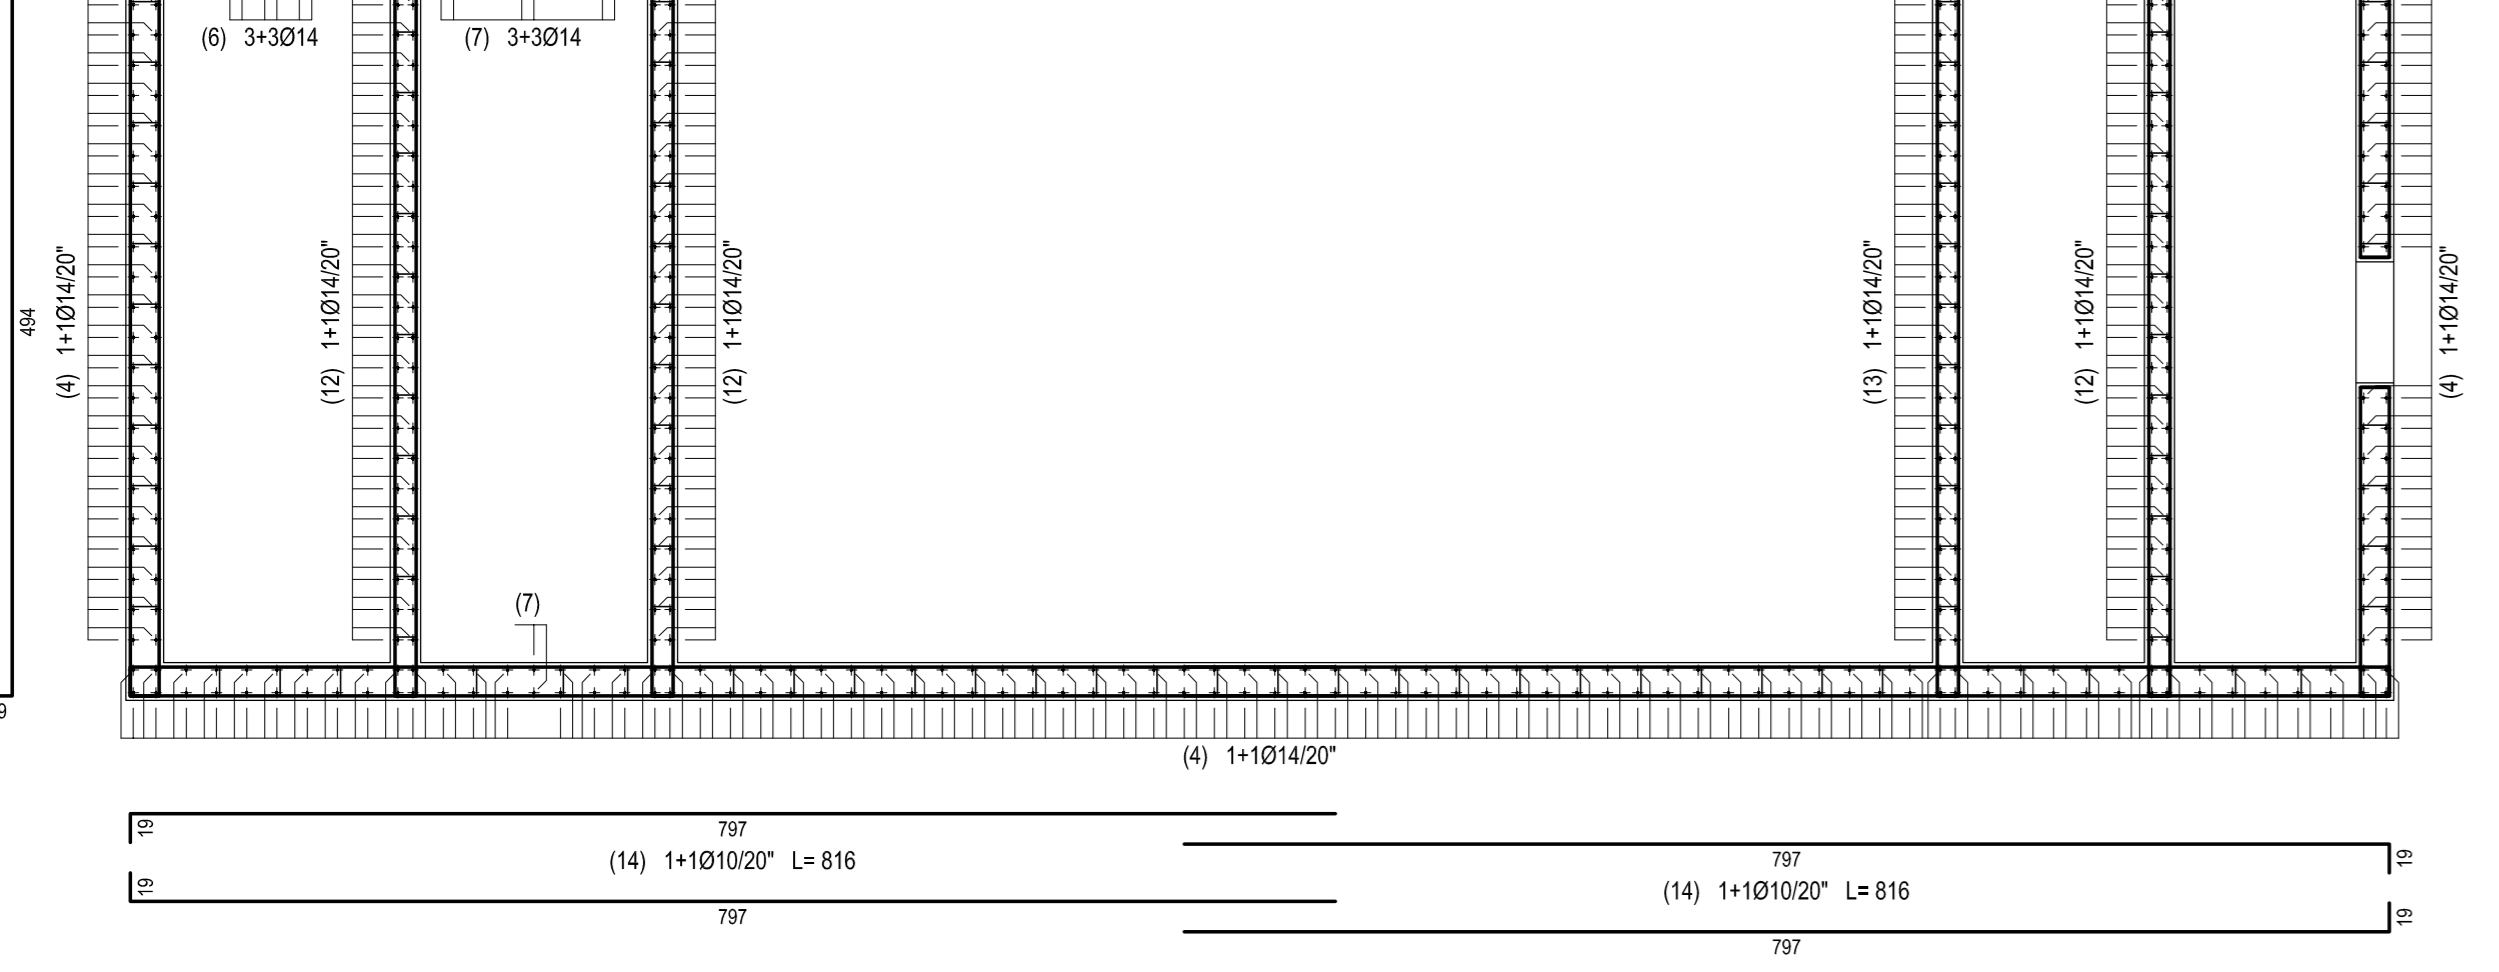 (6) 3+3Ø14
(7) 3+3Ø14
494
(4) 1+1Ø14/20"
(12) 1+1Ø14/20"
(12) 1+1Ø14/20"
(13) 1+1Ø14/20"
(12) 1+1Ø14/20"
(4) 1+1Ø14/20"
(7)
(4) 1+1Ø14/20"
19
797
(14) 1+1Ø10/20" L= 816
19
797
797
19
(14) 1+1Ø10/20" L= 816
19
797